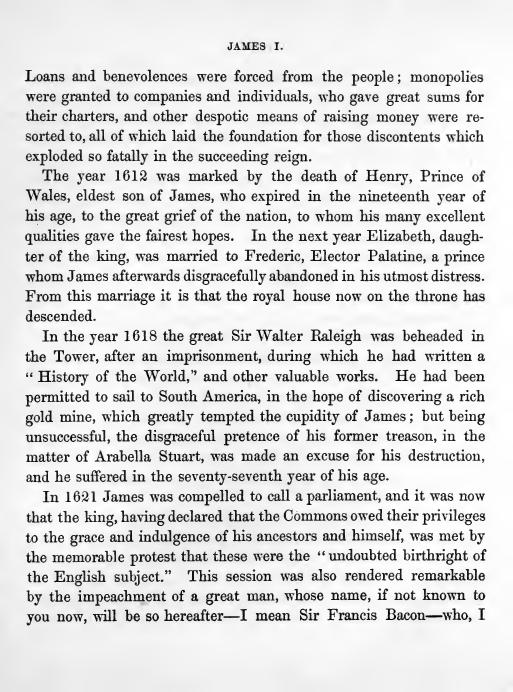 JAMES I.
Loans and benevolences were forced from the people; monopolies
were granted to companies and individuals, who gave great sums for
their charters, and other despotic means of raising money were re-
sorted to, all of which laid the foundation for those discontents which
exploded so fatally in the succeeding reign.
The year 1612 was marked by the death of Henry, Prince of
Wales, eldest son of James, who expired in the nineteenth year of
his age, to the great grief of the nation, to whom his many excellent
qualities gave the fairest hopes. In the next year Elizabeth, daugh-
ter of the king, was married to Frederic, Elector Palatine, a prince
whom James afterwards disgracefully abandoned in his utmost distress.
From this marriage it is that the royal house now on the throne has
descended.
In the year 1618 the great Sir Walter Raleigh was beheaded in
the Tower, after an imprisonment, during which he had written a
“ History of the World,” and other valuable works. He had been
permitted to sail to South America, in the hope of discovering a rich
gold mine, which greatly tempted the cupidity of James; but being
unsuccessful, the disgraceful pretence of his former treason, in the
matter of Arabella Stuart, was made an excuse for his destruction,
and he suffered in the seventy-seventh year of his age.
In 1621 James was compelled to call a parliament, and it was now
that the king, having declared that the Commons owed their privileges
to the grace and indulgence of his ancestors and himself, was met by
the memorable protest that these were the “ undoubted birthright of
the English subject.” This session was also rendered remarkable
by the impeachment of a great man, whose name, if not known to
you now, will be so hereafter—I mean Sir Francis Bacon—who, I